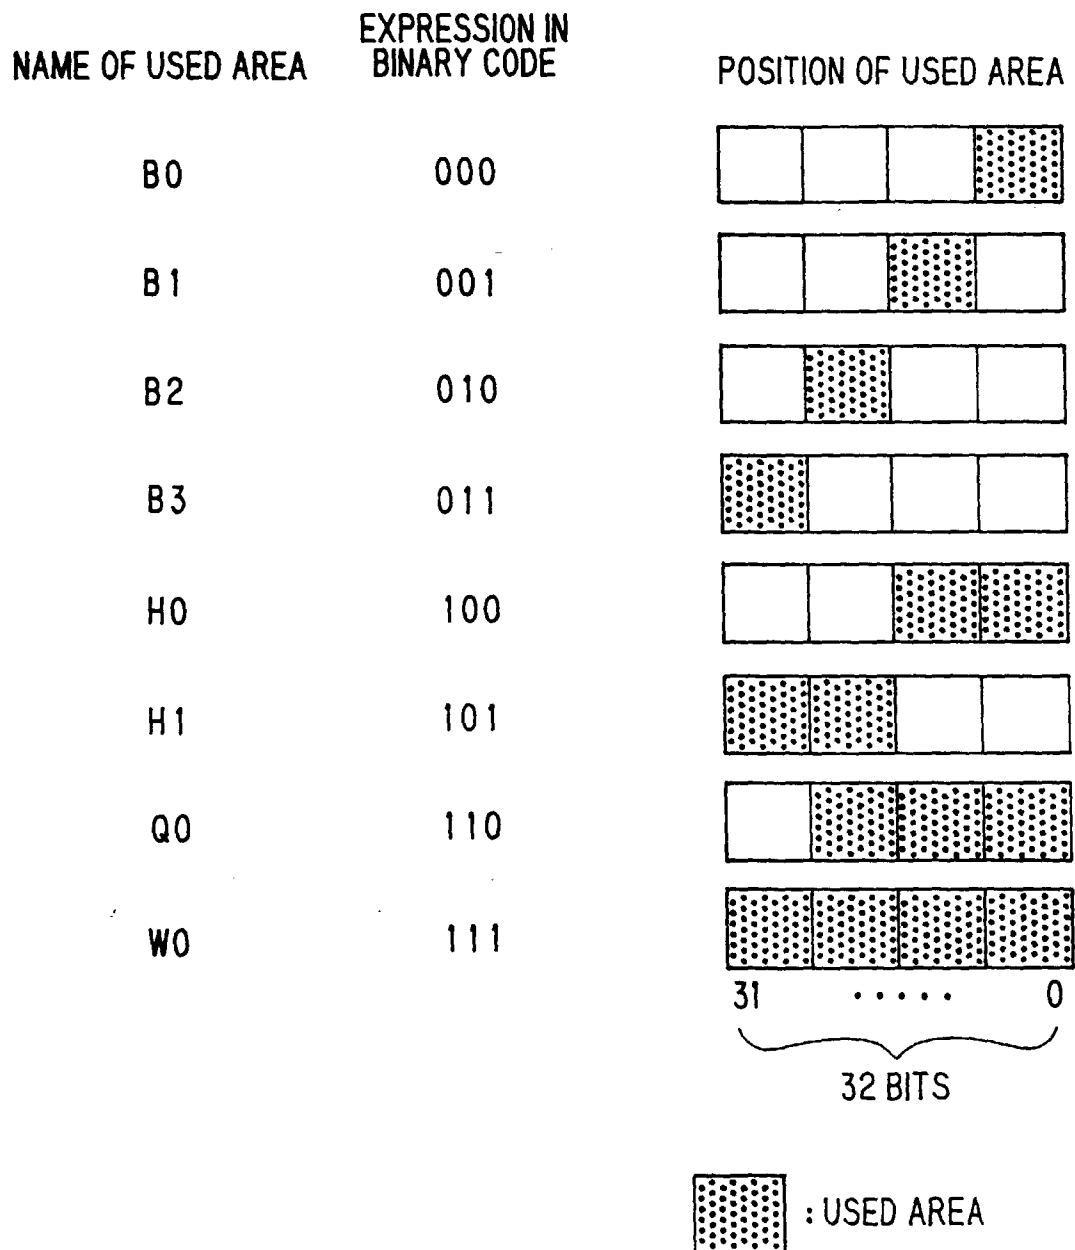 NAME OF USED AREA
EXPRESSION IN
BINARY CODE
POSITION OF USED AREA
B0 000
B1 001
B2 010
B3 011
H0 100
H1 101
Q0 110
W0 111
31 ····· 0
32 BITS
: USED AREA